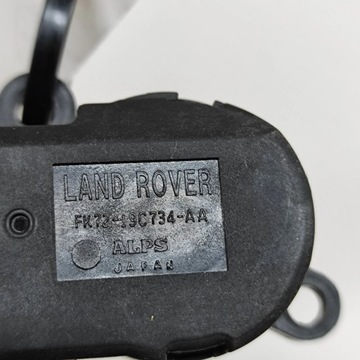 LAND ROVER
FK72-19C734-AA
ALPS
JAPAN